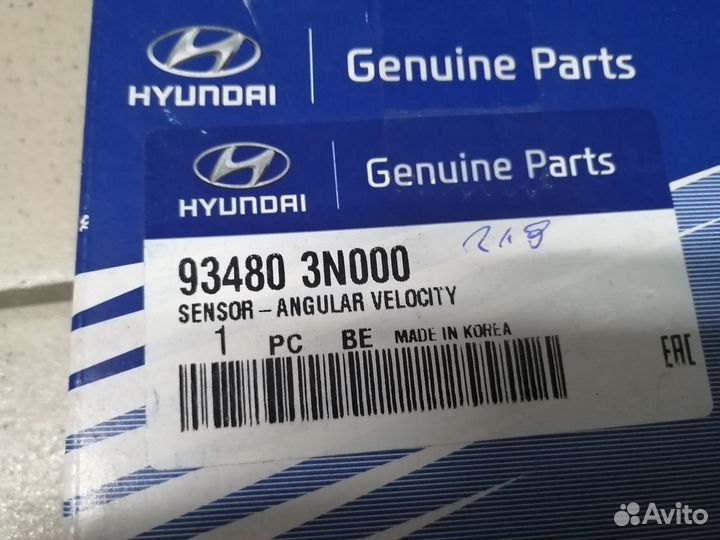 HYUNDAI
Genuine Parts
HYUNDAI
Genuine Parts
93480 3N000
SENSOR - ANGULAR VELOCITY
1 PC BE MADE IN KOREA
EAC
Avito